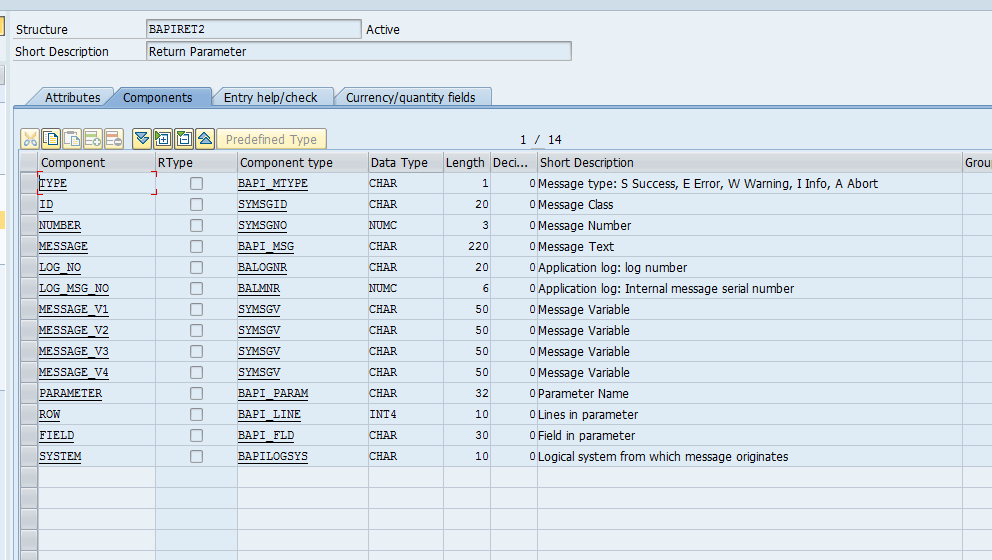 Structure BAPIRET2 Active
Short Description Return Parameter
Attributes Components Entry help/check Currency/quantity fields
Predefined Type 1 / 14
Component RType Component type Data Type Length Deci... Short Description Group
TYPE BAPI_MTYPE CHAR 1 0 Message type: S Success, E Error, W Warning, I Info, A Abort
ID SYMSGID CHAR 20 0 Message Class
NUMBER SYMSGNO NUMC 3 0 Message Number
MESSAGE BAPI_MSG CHAR 220 0 Message Text
LOG_NO BALOGNR CHAR 20 0 Application log: log number
LOG_MSG_NO BALMNR NUMC 6 0 Application log: Internal message serial number
MESSAGE_V1 SYMSGV CHAR 50 0 Message Variable
MESSAGE_V2 SYMSGV CHAR 50 0 Message Variable
MESSAGE_V3 SYMSGV CHAR 50 0 Message Variable
MESSAGE_V4 SYMSGV CHAR 50 0 Message Variable
PARAMETER BAPI_PARAM CHAR 32 0 Parameter Name
ROW BAPI_LINE INT4 10 0 Lines in parameter
FIELD BAPI_FLD CHAR 30 0 Field in parameter
SYSTEM BAPILOGSYS CHAR 10 0 Logical system from which message originates